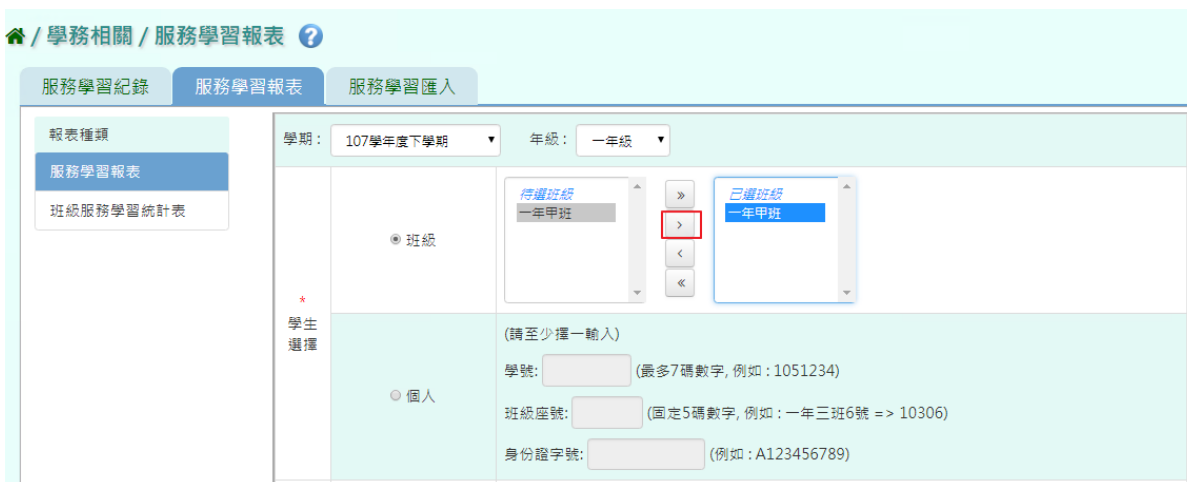 / 學務相關 / 服務學習報表 ?
服務學習紀錄 服務學習報表 服務學習匯入
報表種類
服務學習報表
班級服務學習統計表
學期： 107學年度下學期 年級： 一年級
* 學生選擇
班級
待選班級
一年甲班
»
>
<
«
已選班級
一年甲班
個人
(請至少擇一輸入)
學號: (最多7碼數字, 例如 : 1051234)
班級座號: (固定5碼數字, 例如 : 一年三班6號 => 10306)
身份證字號: (例如 : A123456789)